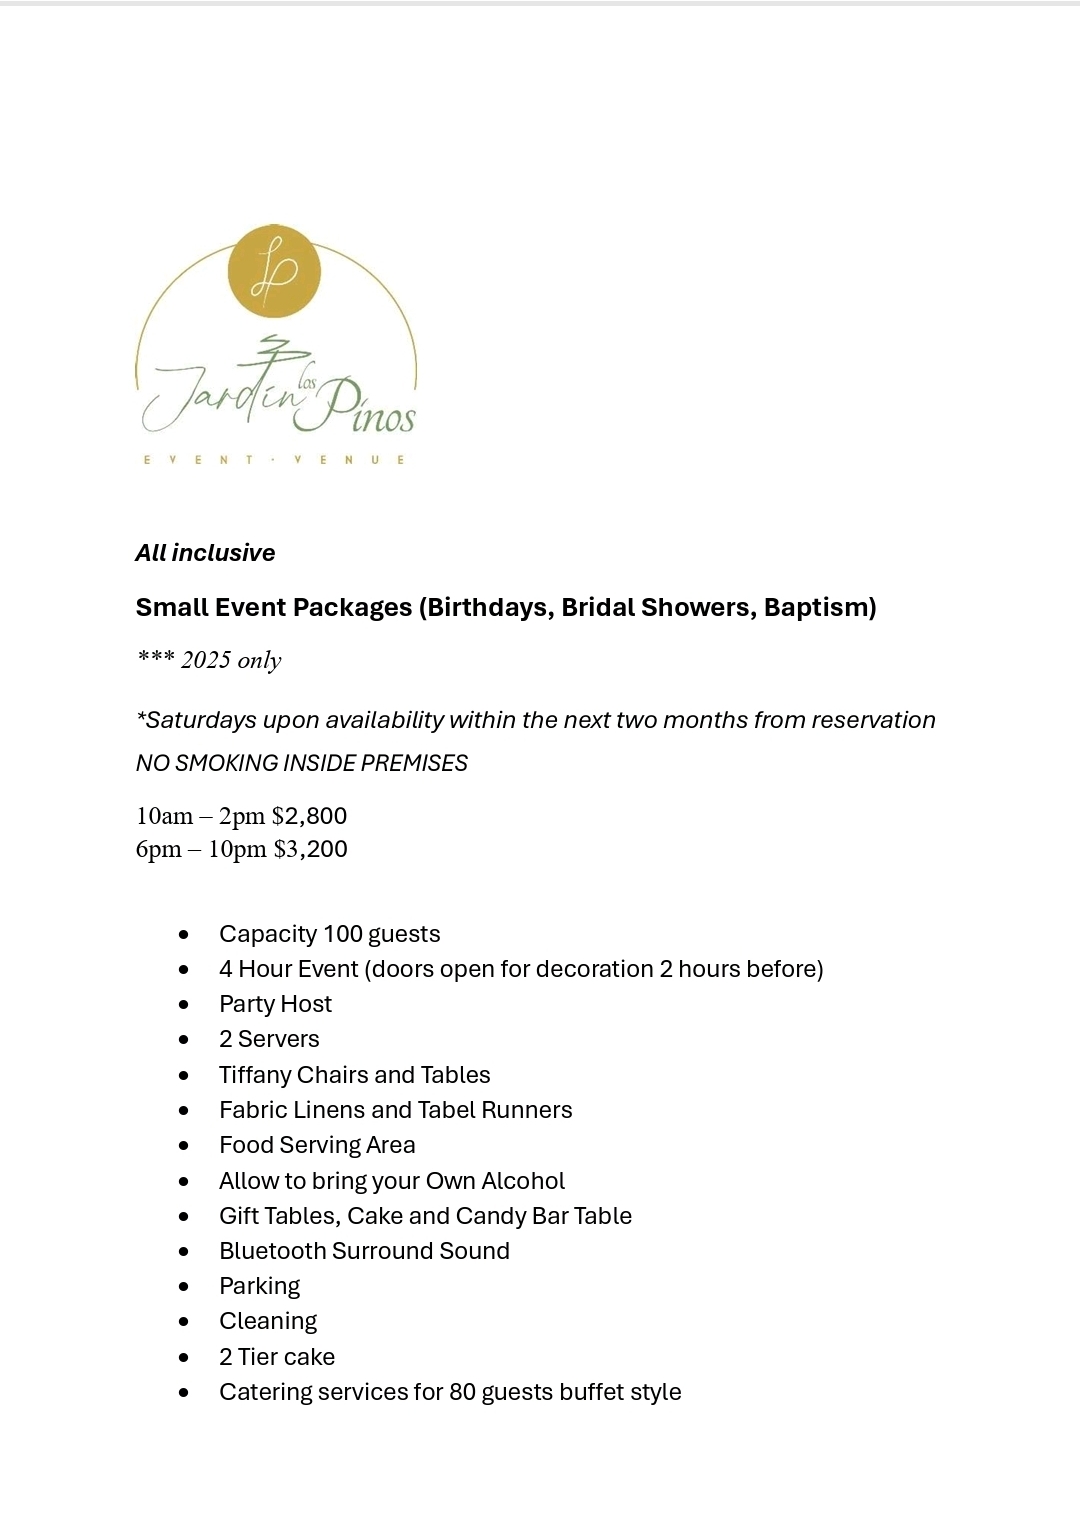 LP
Jardín los Pinos
EVENT · VENUE
All inclusive
Small Event Packages (Birthdays, Bridal Showers, Baptism)
*** 2025 only
*Saturdays upon availability within the next two months from reservation
NO SMOKING INSIDE PREMISES
10am – 2pm $2,800
6pm – 10pm $3,200
• Capacity 100 guests
• 4 Hour Event (doors open for decoration 2 hours before)
• Party Host
• 2 Servers
• Tiffany Chairs and Tables
• Fabric Linens and Tabel Runners
• Food Serving Area
• Allow to bring your Own Alcohol
• Gift Tables, Cake and Candy Bar Table
• Bluetooth Surround Sound
• Parking
• Cleaning
• 2 Tier cake
• Catering services for 80 guests buffet style